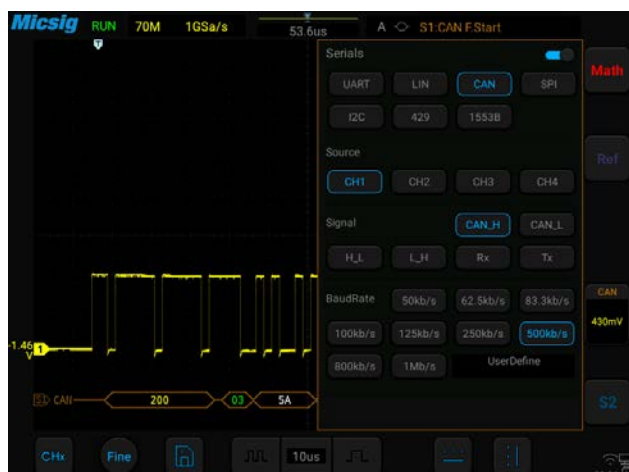 Micsig RUN 70M 1GSa/s 53.6us A S1:CAN F.Start
T
Serials
UART LIN CAN SPI
I2C 429 1553B
Source
CH1 CH2 CH3 CH4
Signal CAN_H CAN_L
H_L L_H Rx Tx
BaudRate 50kb/s 62.5kb/s 83.3kb/s
100kb/s 125kb/s 250kb/s 500kb/s
800kb/s 1Mb/s UserDefine
Math
Ref
CAN
430mV
S2
-1.46
V
1
S1 CAN 200 03 5A
CHx Fine 10us